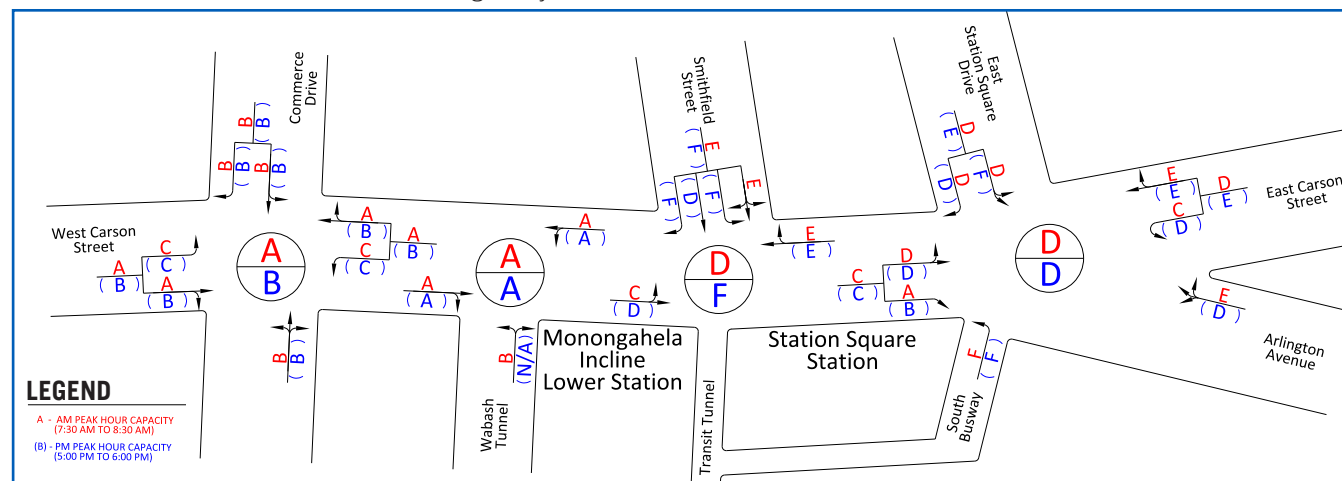 Commerce
Drive
Smithfield
Street
East
Station Square
Drive
B
( B )
B
( B )
B
( B )
E
( F )
( F )
( D )
( F )
E
D
( E )
( D )
D
( F )
D
E
( E )
C
( D )
D
( E )
East Carson
Street
West Carson
Street
A
( B )
C
( C )
A
( B )
A
B
A
( B )
C
( C )
A
( B )
A
( A )
A
( A )
A
A
C
( D )
D
F
E
( E )
C
( C )
D
( D )
A
( B )
D
D
E
( D )
Arlington
Avenue
B
( B )
B
(N/A)
Monongahela
Incline
Lower Station
Station Square
Station
F
( F )
Wabash
Tunnel
Transit Tunnel
South
Busway
LEGEND
A - AM PEAK HOUR CAPACITY
(7:30 AM TO 8:30 AM)
(B) - PM PEAK HOUR CAPACITY
(5:00 PM TO 6:00 PM)